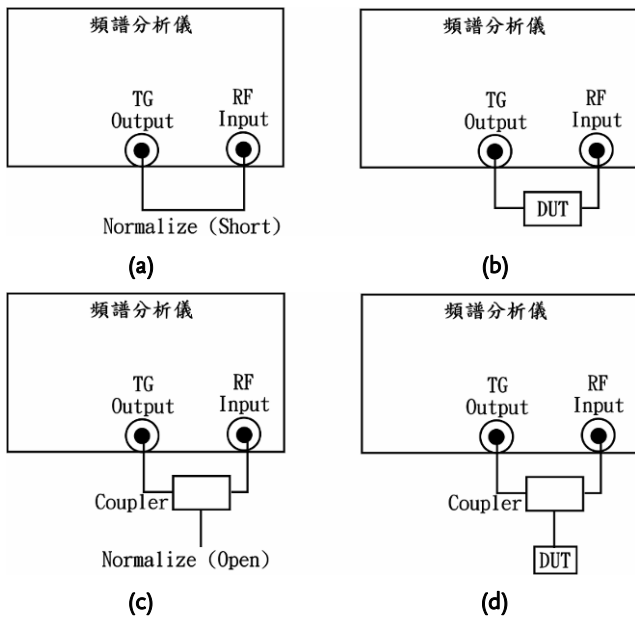 頻譜分析儀
TG
Output
RF
Input
Normalize (Short)
(a)
頻譜分析儀
TG
Output
RF
Input
DUT
(b)
頻譜分析儀
TG
Output
RF
Input
Coupler
Normalize (Open)
(c)
頻譜分析儀
TG
Output
RF
Input
Coupler
DUT
(d)